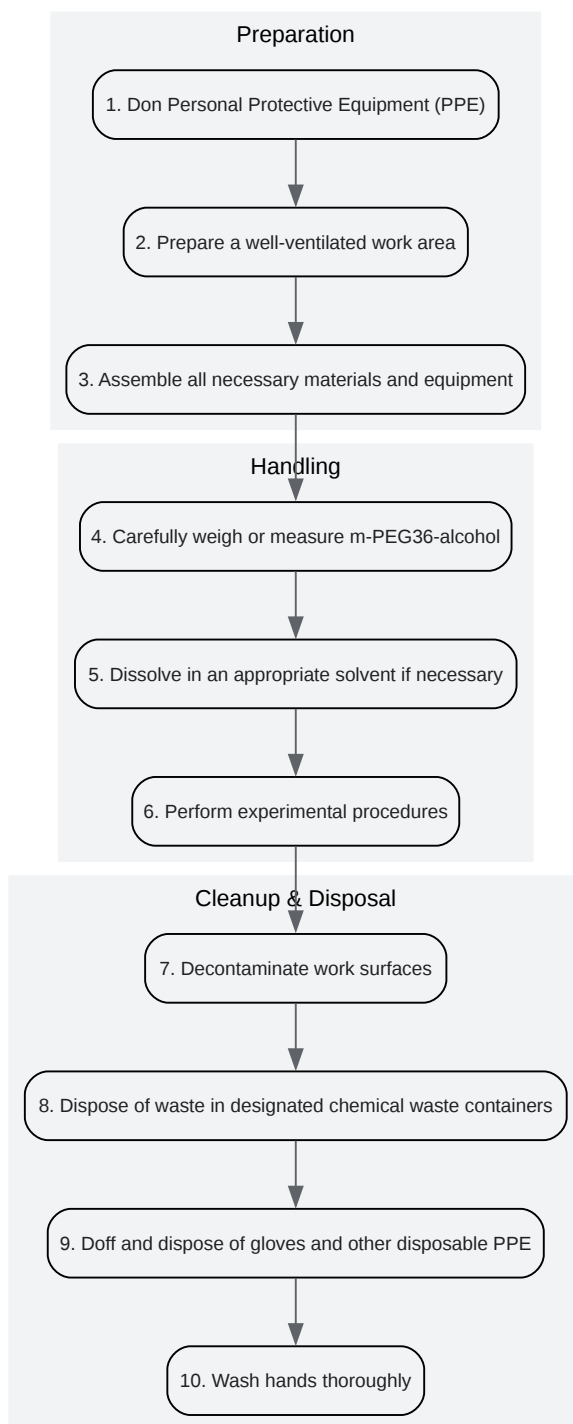 Preparation
1. Don Personal Protective Equipment (PPE)
2. Prepare a well-ventilated work area
3. Assemble all necessary materials and equipment
Handling
4. Carefully weigh or measure m-PEG36-alcohol
5. Dissolve in an appropriate solvent if necessary
6. Perform experimental procedures
Cleanup & Disposal
7. Decontaminate work surfaces
8. Dispose of waste in designated chemical waste containers
9. Doff and dispose of gloves and other disposable PPE
10. Wash hands thoroughly